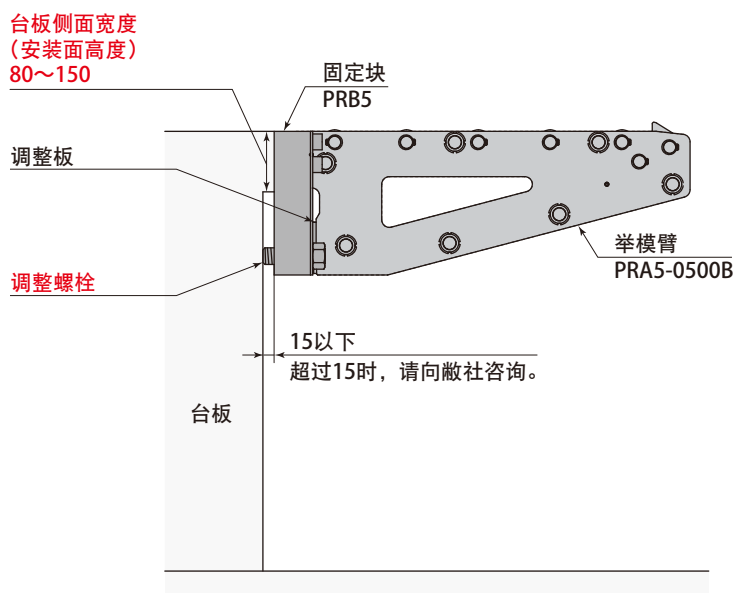 台板侧面宽度
（安装面高度）
80～150
固定块
PRB5
调整板
举模臂
PRA5-0500B
调整螺栓
15以下
超过15时，请向敝社咨询。
台板